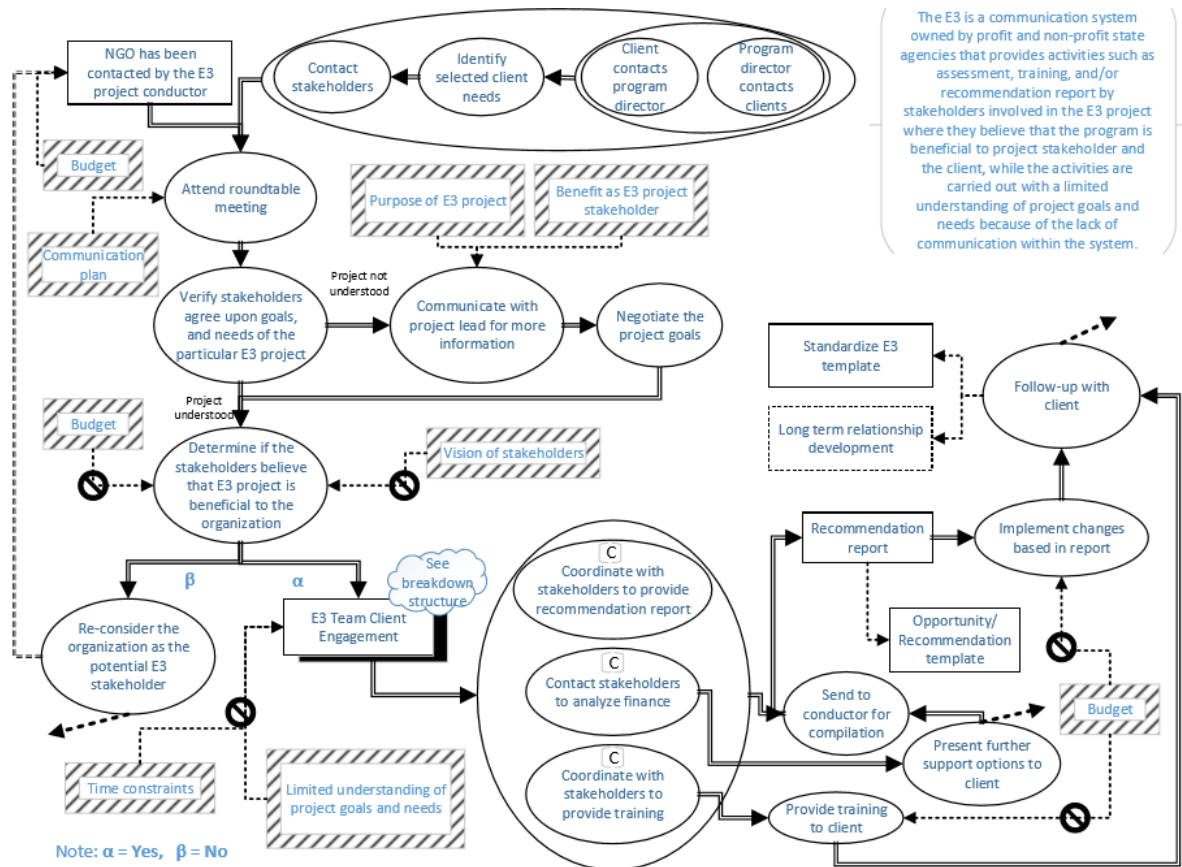 NGO has been
contacted by the E3
project conductor
Contact
stakeholders
Identify
selected client
needs
Client
contacts
program
director
Program
director
contacts
clients
The E3 is a communication system
owned by profit and non-profit state
agencies that provides activities such as
assessment, training, and/or
recommendation report by
stakeholders involved in the E3 project
where they believe that the program is
beneficial to project stakeholder and
the client, while the activities are
carried out with a limited
understanding of project goals and
needs because of the lack of
communication within the system.
Budget
Attend roundtable
meeting
Purpose of E3 project
Benefit as E3 project
stakeholder
Communication
plan
Verify stakeholders
agree upon goals,
and needs of the
particular E3 project
Project not
understood
Communicate with
project lead for more
information
Negotiate the
project goals
Standardize E3
template
Follow-up with
client
Long term relationship
development
Project
understood
Budget
Determine if the
stakeholders believe
that E3 project is
beneficial to the
organization
Vision of stakeholders
Recommendation
report
Implement changes
based in report
β
α
See
breakdown
structure
C
Coordinate with
stakeholders to provide
recommendation report
E3 Team Client
Engagement
Re-consider the
organization as the
potential E3
stakeholder
Opportunity/
Recommendation
template
C
Contact stakeholders
to analyze finance
Send to
conductor for
compilation
Budget
Present further
support options to
client
Time constraints
Limited understanding of
project goals and needs
C
Coordinate with
stakeholders to
provide training
Provide training
to client
Note: α = Yes, β = No